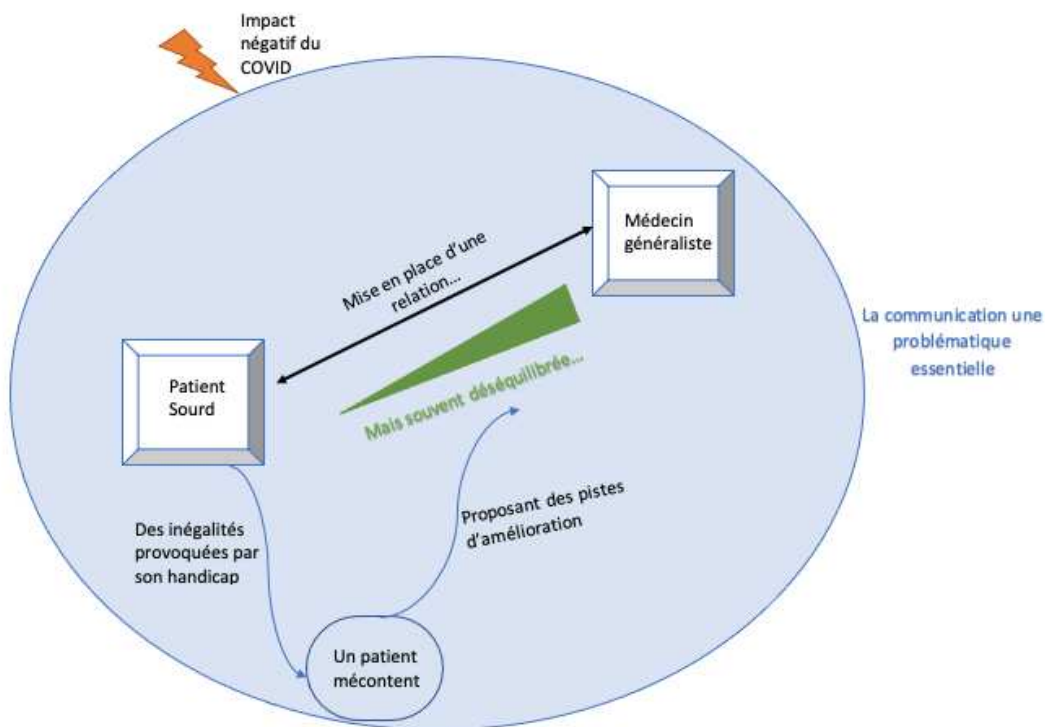 Impact
négatif du
COVID
Médecin
généraliste
Mise en place d’une
relation…
La communication une
problématique
essentielle
Patient
Sourd
Mais souvent déséquilibrée…
Proposant des pistes
d’amélioration
Des inégalités
provoquées par
son handicap
Un patient
mécontent